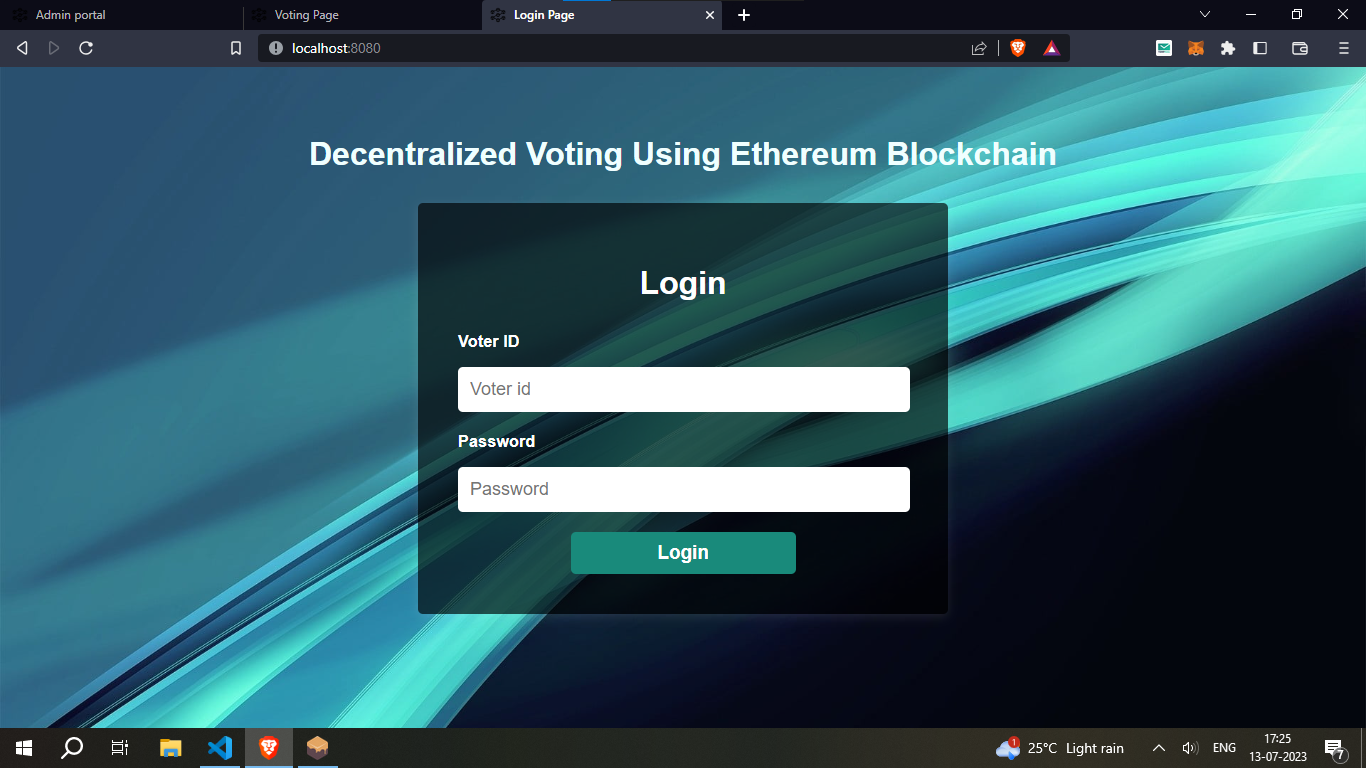 Admin portal
Voting Page
Login Page
localhost:8080
Decentralized Voting Using Ethereum Blockchain
Login
Voter ID
Voter id
Password
Password
Login
1
25°C Light rain
ENG
17:25
13-07-2023
7